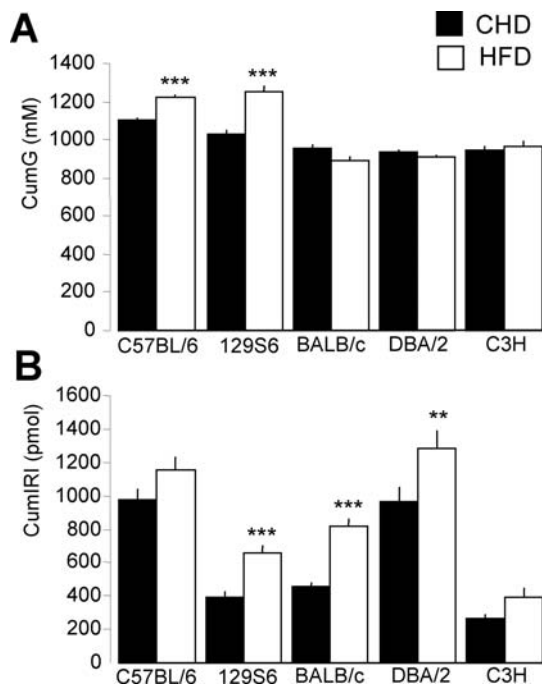 A
CHD
HFD
CumG (mM)
1400
1200
1000
800
600
400
200
0
*** ***
C57BL/6 129S6 BALB/c DBA/2 C3H
B
CumIRI (pmol)
1600
1400
1200
1000
800
600
400
200
0
*** *** **
C57BL/6 129S6 BALB/c DBA/2 C3H